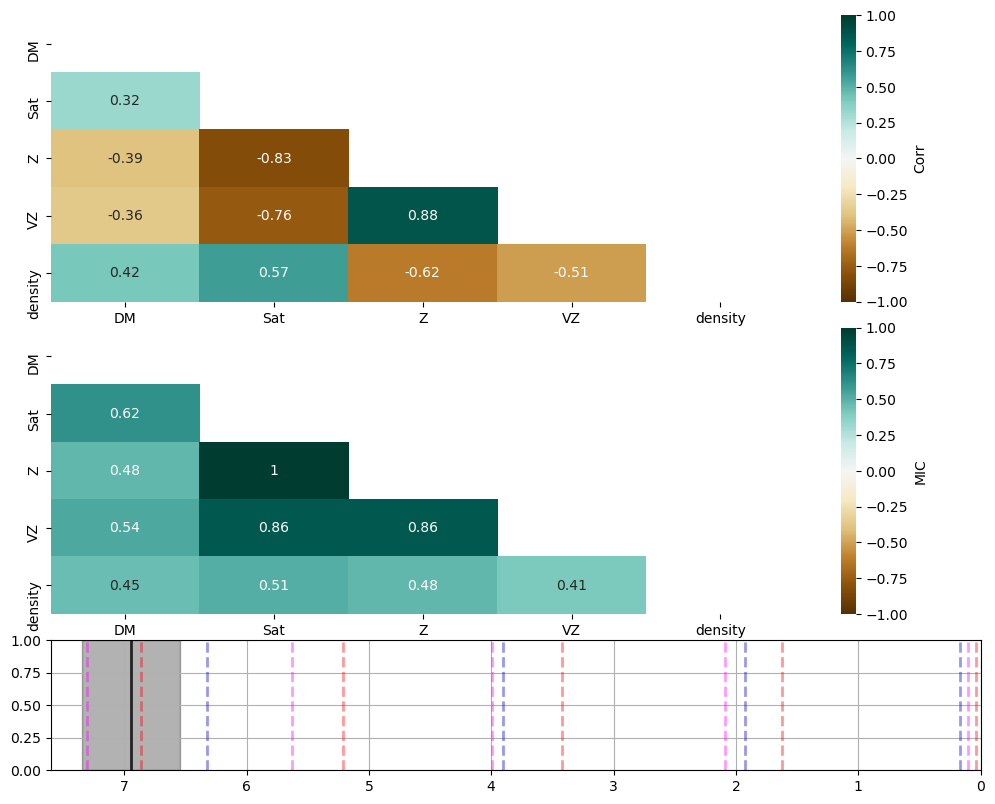 DM
Sat
0.32
Z
-0.39 -0.83
VZ
-0.36 -0.76 0.88
density
0.42 0.57 -0.62 -0.51
DM Sat Z VZ density
1.00
0.75
0.50
0.25
0.00
−0.25
−0.50
−0.75
−1.00
Corr
DM
Sat
0.62
Z
0.48 1
VZ
0.54 0.86 0.86
density
0.45 0.51 0.48 0.41
DM Sat Z VZ density
1.00
0.75
0.50
0.25
0.00
−0.25
−0.50
−0.75
−1.00
MIC
1.00
0.75
0.50
0.25
0.00
7 6 5 4 3 2 1 0